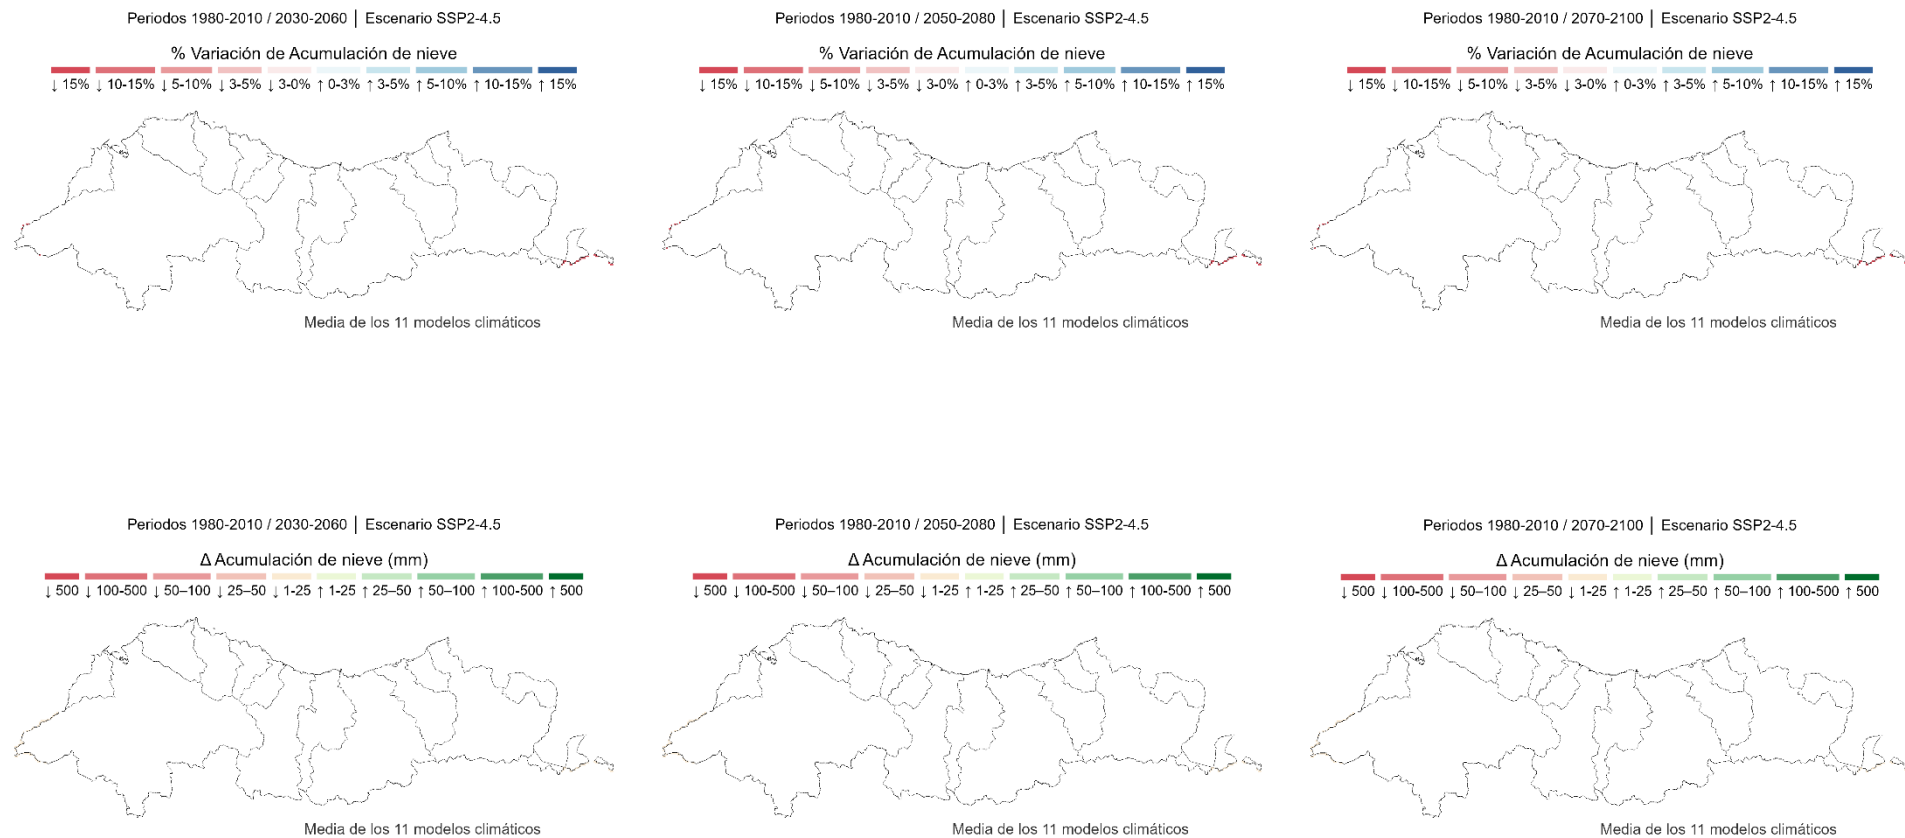 Periodos 1980-2010 / 2030-2060 | Escenario SSP2-4.5
% Variación de Acumulación de nieve
↓ 15% ↓ 10-15% ↓ 5-10% ↓ 3-5% ↓ 3-0% ↑ 0-3% ↑ 3-5% ↑ 5-10% ↑ 10-15% ↑ 15%
Media de los 11 modelos climáticos
Periodos 1980-2010 / 2050-2080 | Escenario SSP2-4.5
% Variación de Acumulación de nieve
↓ 15% ↓ 10-15% ↓ 5-10% ↓ 3-5% ↓ 3-0% ↑ 0-3% ↑ 3-5% ↑ 5-10% ↑ 10-15% ↑ 15%
Media de los 11 modelos climáticos
Periodos 1980-2010 / 2070-2100 | Escenario SSP2-4.5
% Variación de Acumulación de nieve
↓ 15% ↓ 10-15% ↓ 5-10% ↓ 3-5% ↓ 3-0% ↑ 0-3% ↑ 3-5% ↑ 5-10% ↑ 10-15% ↑ 15%
Media de los 11 modelos climáticos
Periodos 1980-2010 / 2030-2060 | Escenario SSP2-4.5
Δ Acumulación de nieve (mm)
↓ 500 ↓ 100-500 ↓ 50–100 ↓ 25–50 ↓ 1-25 ↑ 1-25 ↑ 25–50 ↑ 50–100 ↑ 100-500 ↑ 500
Media de los 11 modelos climáticos
Periodos 1980-2010 / 2050-2080 | Escenario SSP2-4.5
Δ Acumulación de nieve (mm)
↓ 500 ↓ 100-500 ↓ 50–100 ↓ 25–50 ↓ 1-25 ↑ 1-25 ↑ 25–50 ↑ 50–100 ↑ 100-500 ↑ 500
Media de los 11 modelos climáticos
Periodos 1980-2010 / 2070-2100 | Escenario SSP2-4.5
Δ Acumulación de nieve (mm)
↓ 500 ↓ 100-500 ↓ 50–100 ↓ 25–50 ↓ 1-25 ↑ 1-25 ↑ 25–50 ↑ 50–100 ↑ 100-500 ↑ 500
Media de los 11 modelos climáticos